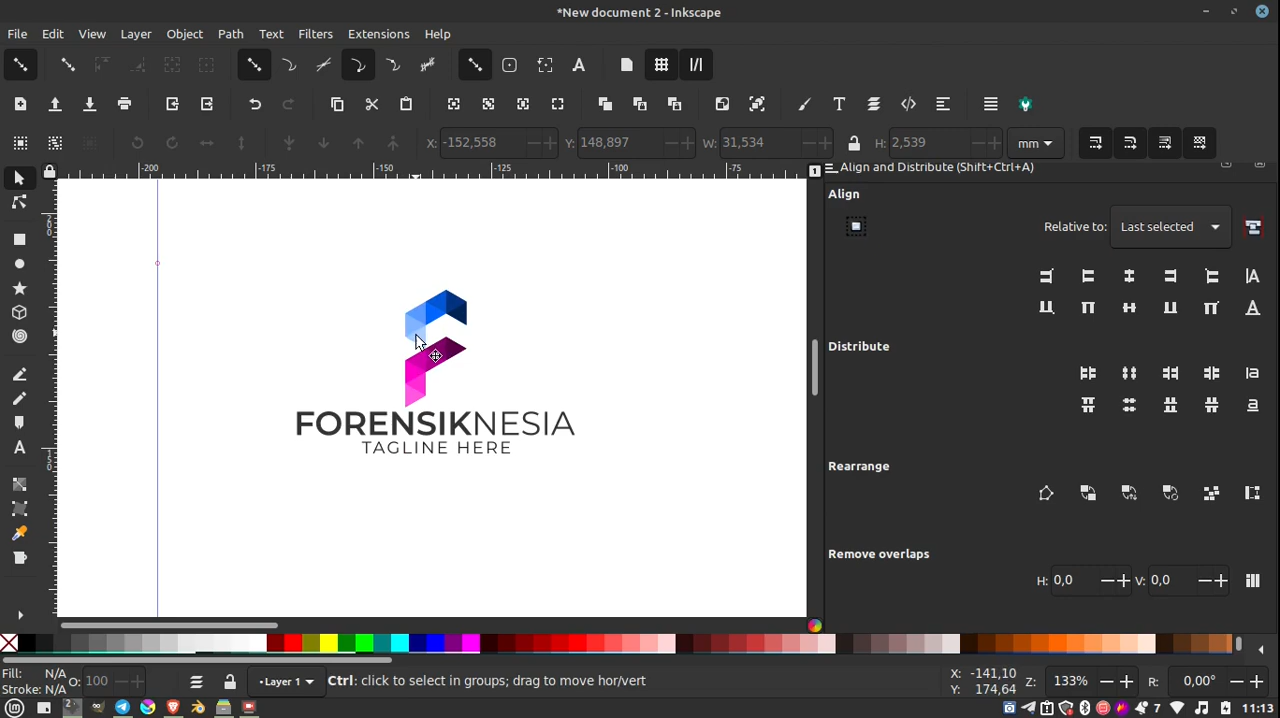 *New document 2 - Inkscape
File Edit View Layer Object Path Text Filters Extensions Help
X: -152,558 Y: 148,897 W: 31,534 H: 2,539 mm
-200 -175 -150 -125 -100 -75
1
Align and Distribute (Shift+Ctrl+A)
Align
Relative to: Last selected
Distribute
Rearrange
Remove overlaps
H: 0,0 V: 0,0
FORENSIKNESIA
TAGLINE HERE
Fill: N/A
Stroke: N/A
O: 100
Layer 1
Ctrl: click to select in groups; drag to move hor/vert
X: -141,10
Y: 174,64
Z: 133%
R: 0,00°
7
11:13